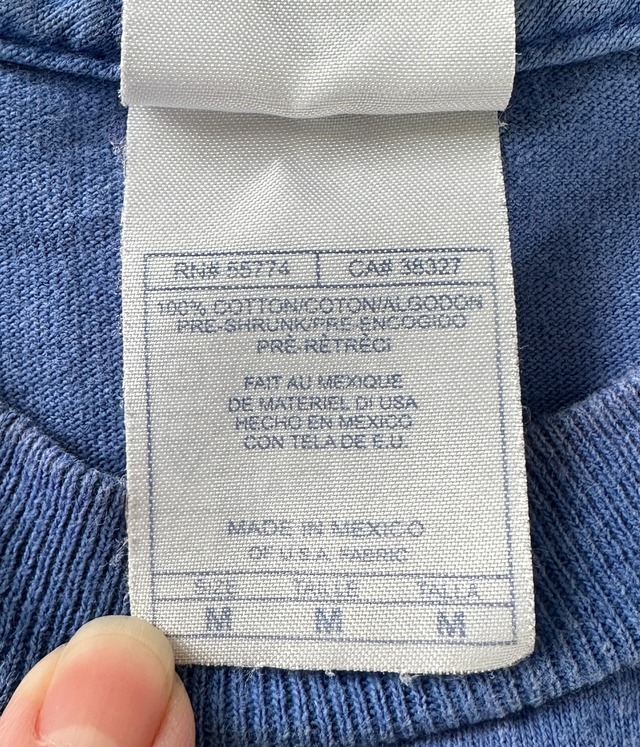 RN# 55774 CA# 38327
100% COTTON/COTON/ALGODON
PRE-SHRUNK/PRE-ENCOGIDO
PRÉ-RÉTRÉCI
FAIT AU MEXIQUE
DE MATERIEL DI USA
HECHO EN MEXICO
CON TELA DE E.U.
MADE IN MEXICO
OF U.S.A. FABRIC
SIZE TAILLE TALLA
M M M